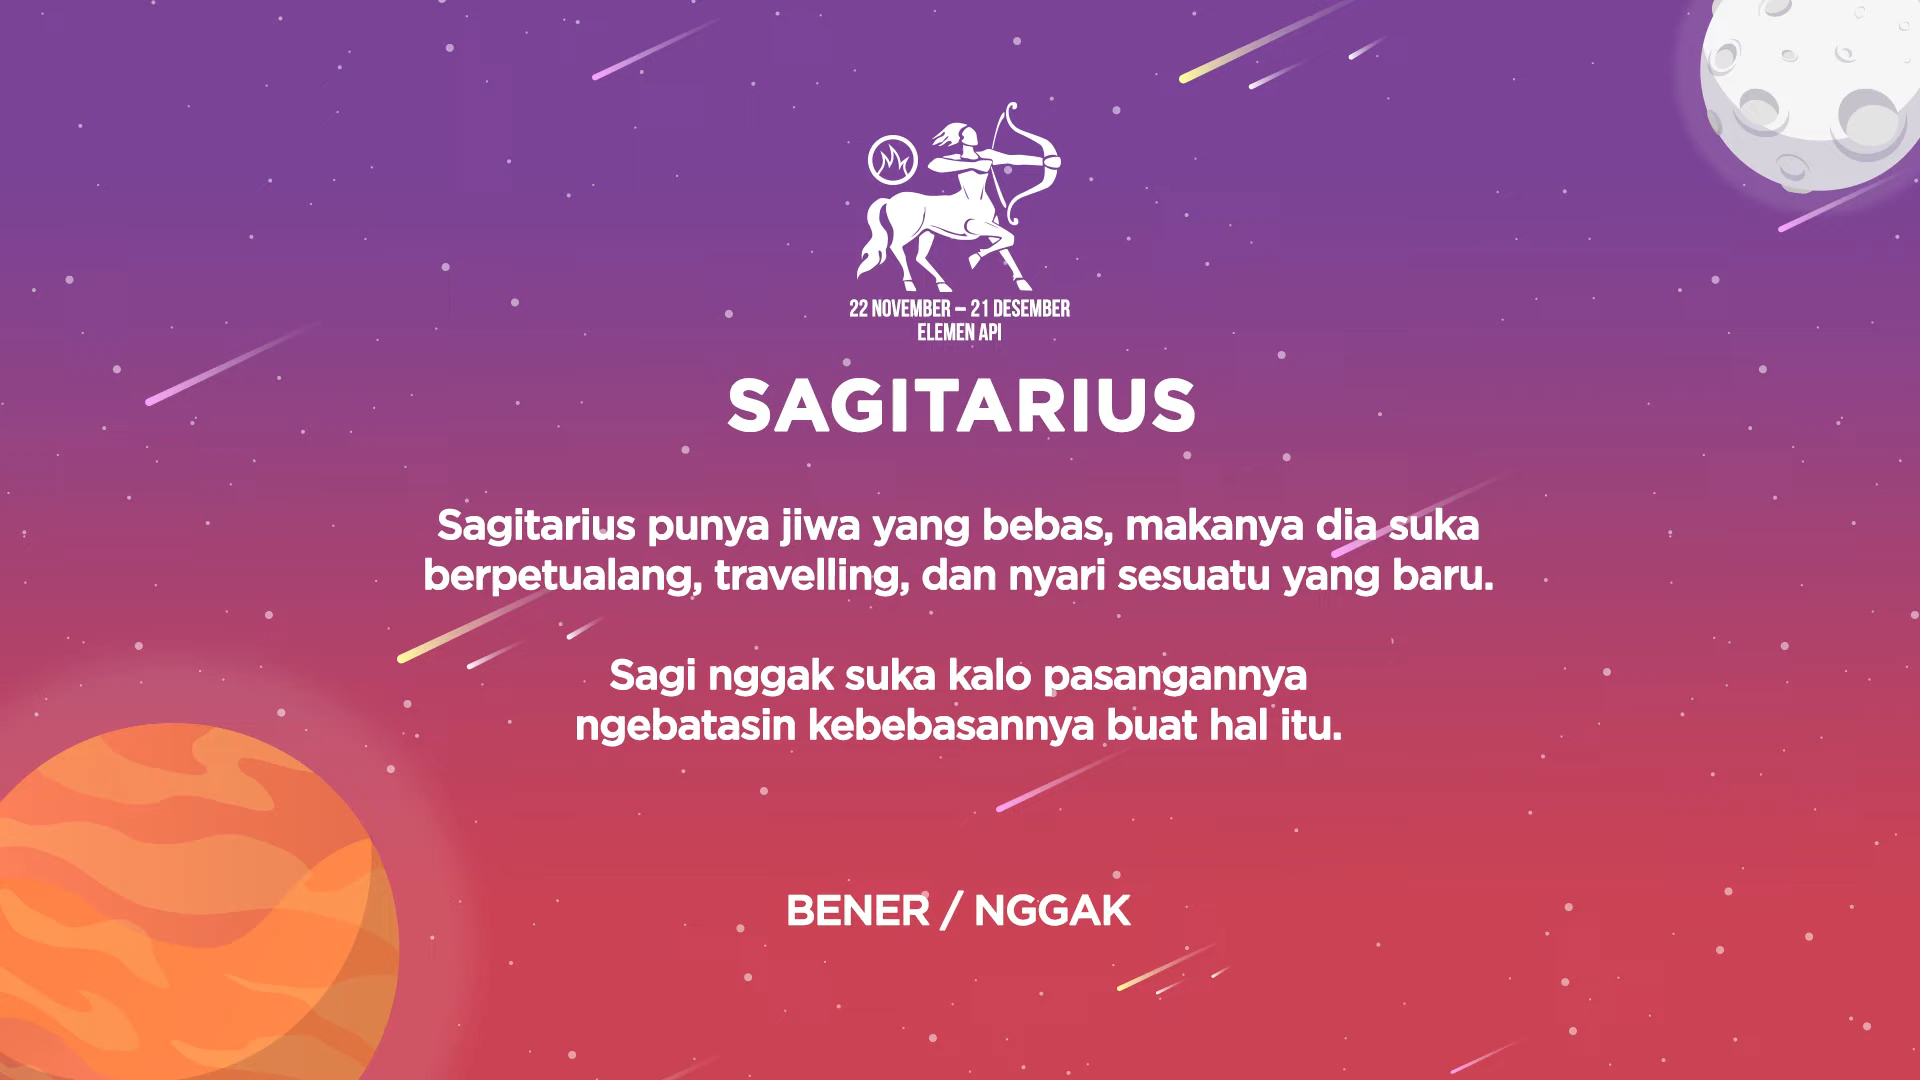 22 NOVEMBER – 21 DESEMBER
ELEMEN API
SAGITARIUS
Sagitarius punya jiwa yang bebas, makanya dia suka
berpetualang, travelling, dan nyari sesuatu yang baru.
Sagi nggak suka kalo pasangannya
ngebatasin kebebasannya buat hal itu.
BENER / NGGAK